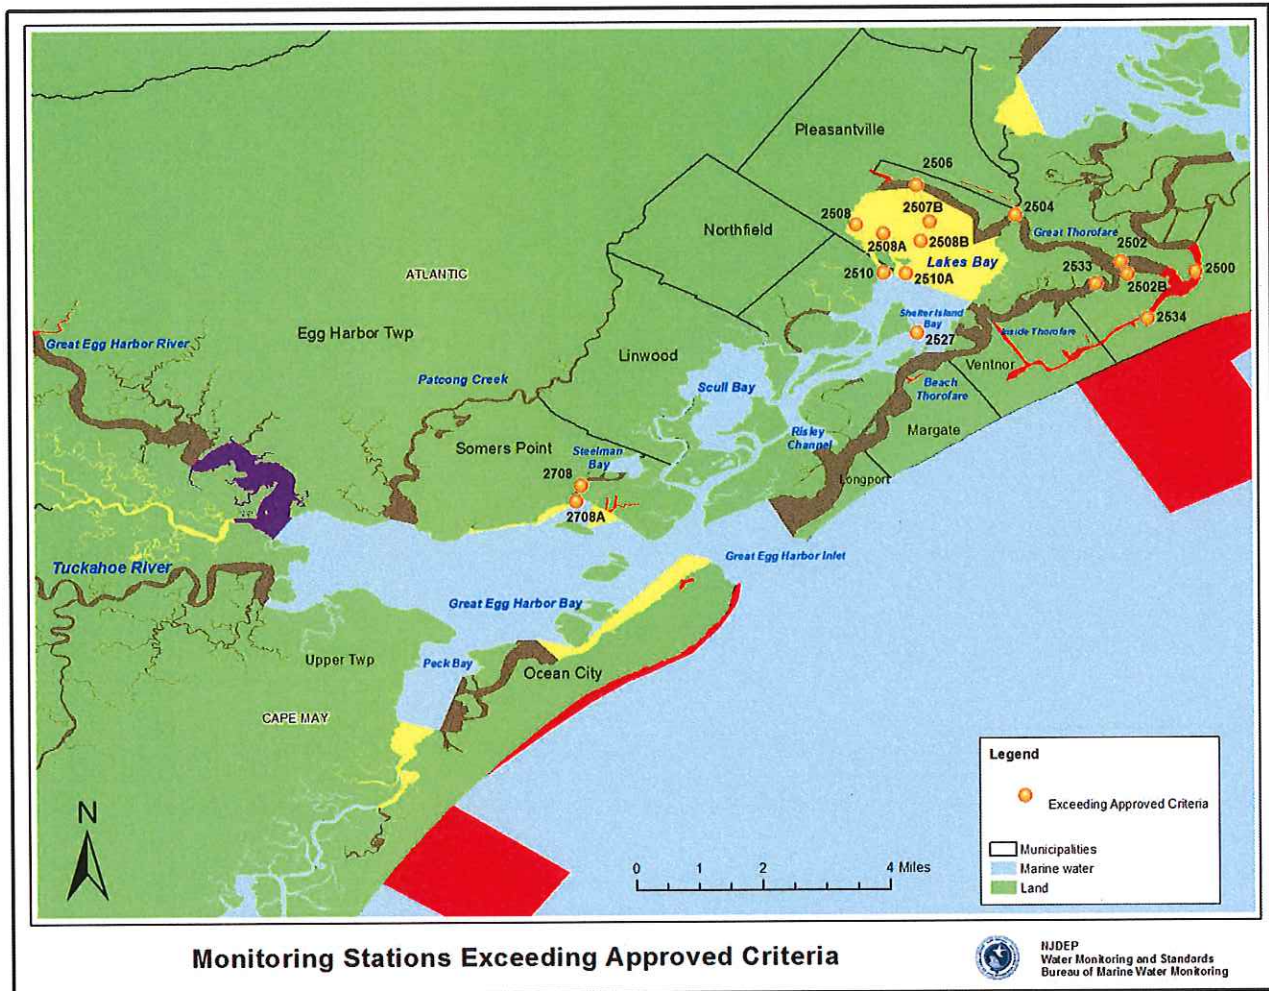 Pleasantville
2506
2508
2507B
2504
Northfield
Great Thorofare
2508A
2508B
2502
ATLANTIC
Lakes Bay
2533
2500
2510
2510A
2502B
Egg Harbor Twp
Shelter Island
Bay
2534
Great Egg Harbor River
2527
Inside Thorofare
Linwood
Ventnor
Patcong Creek
Scull Bay
Beach
Thorofare
Margate
Risley
Channel
Somers Point
Steelman
Bay
2708
Longport
2708A
Great Egg Harbor Inlet
Tuckahoe River
Great Egg Harbor Bay
Upper Twp
Peck Bay
Ocean City
CAPE MAY
N
0 1 2 4 Miles
Legend
Exceeding Approved Criteria
Municipalities
Marine water
Land
Monitoring Stations Exceeding Approved Criteria
NJDEP
Water Monitoring and Standards
Bureau of Marine Water Monitoring